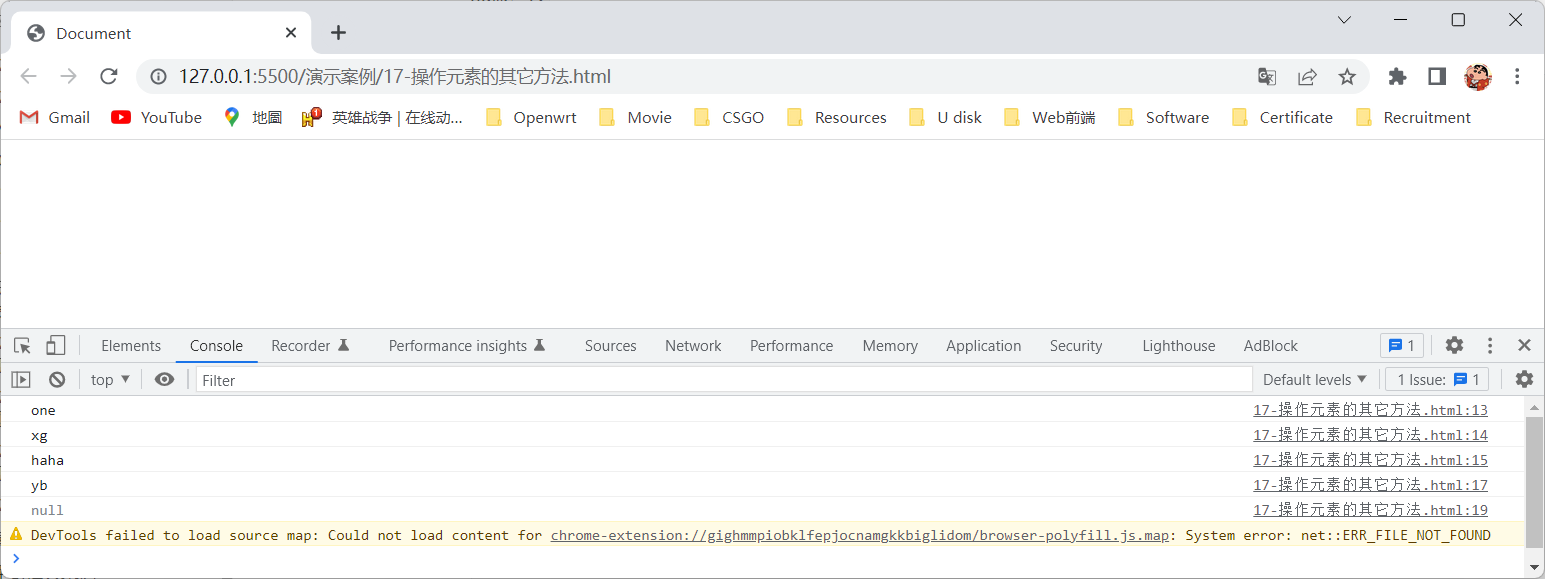 Document
127.0.0.1:5500/演示案例/17-操作元素的其它方法.html
Gmail YouTube 地圖 英雄战争 | 在线动... Openwrt Movie CSGO Resources U disk Web前端 Software Certificate Recruitment
Elements Console Recorder Performance insights Sources Network Performance Memory Application Security Lighthouse AdBlock 1
top Filter Default levels 1 Issue: 1
one 17-操作元素的其它方法.html:13
xg 17-操作元素的其它方法.html:14
haha 17-操作元素的其它方法.html:15
yb 17-操作元素的其它方法.html:17
null 17-操作元素的其它方法.html:19
DevTools failed to load source map: Could not load content for chrome-extension://gighmmpiobklfepjocnamgkkbiglidom/browser-polyfill.js.map: System error: net::ERR_FILE_NOT_FOUND